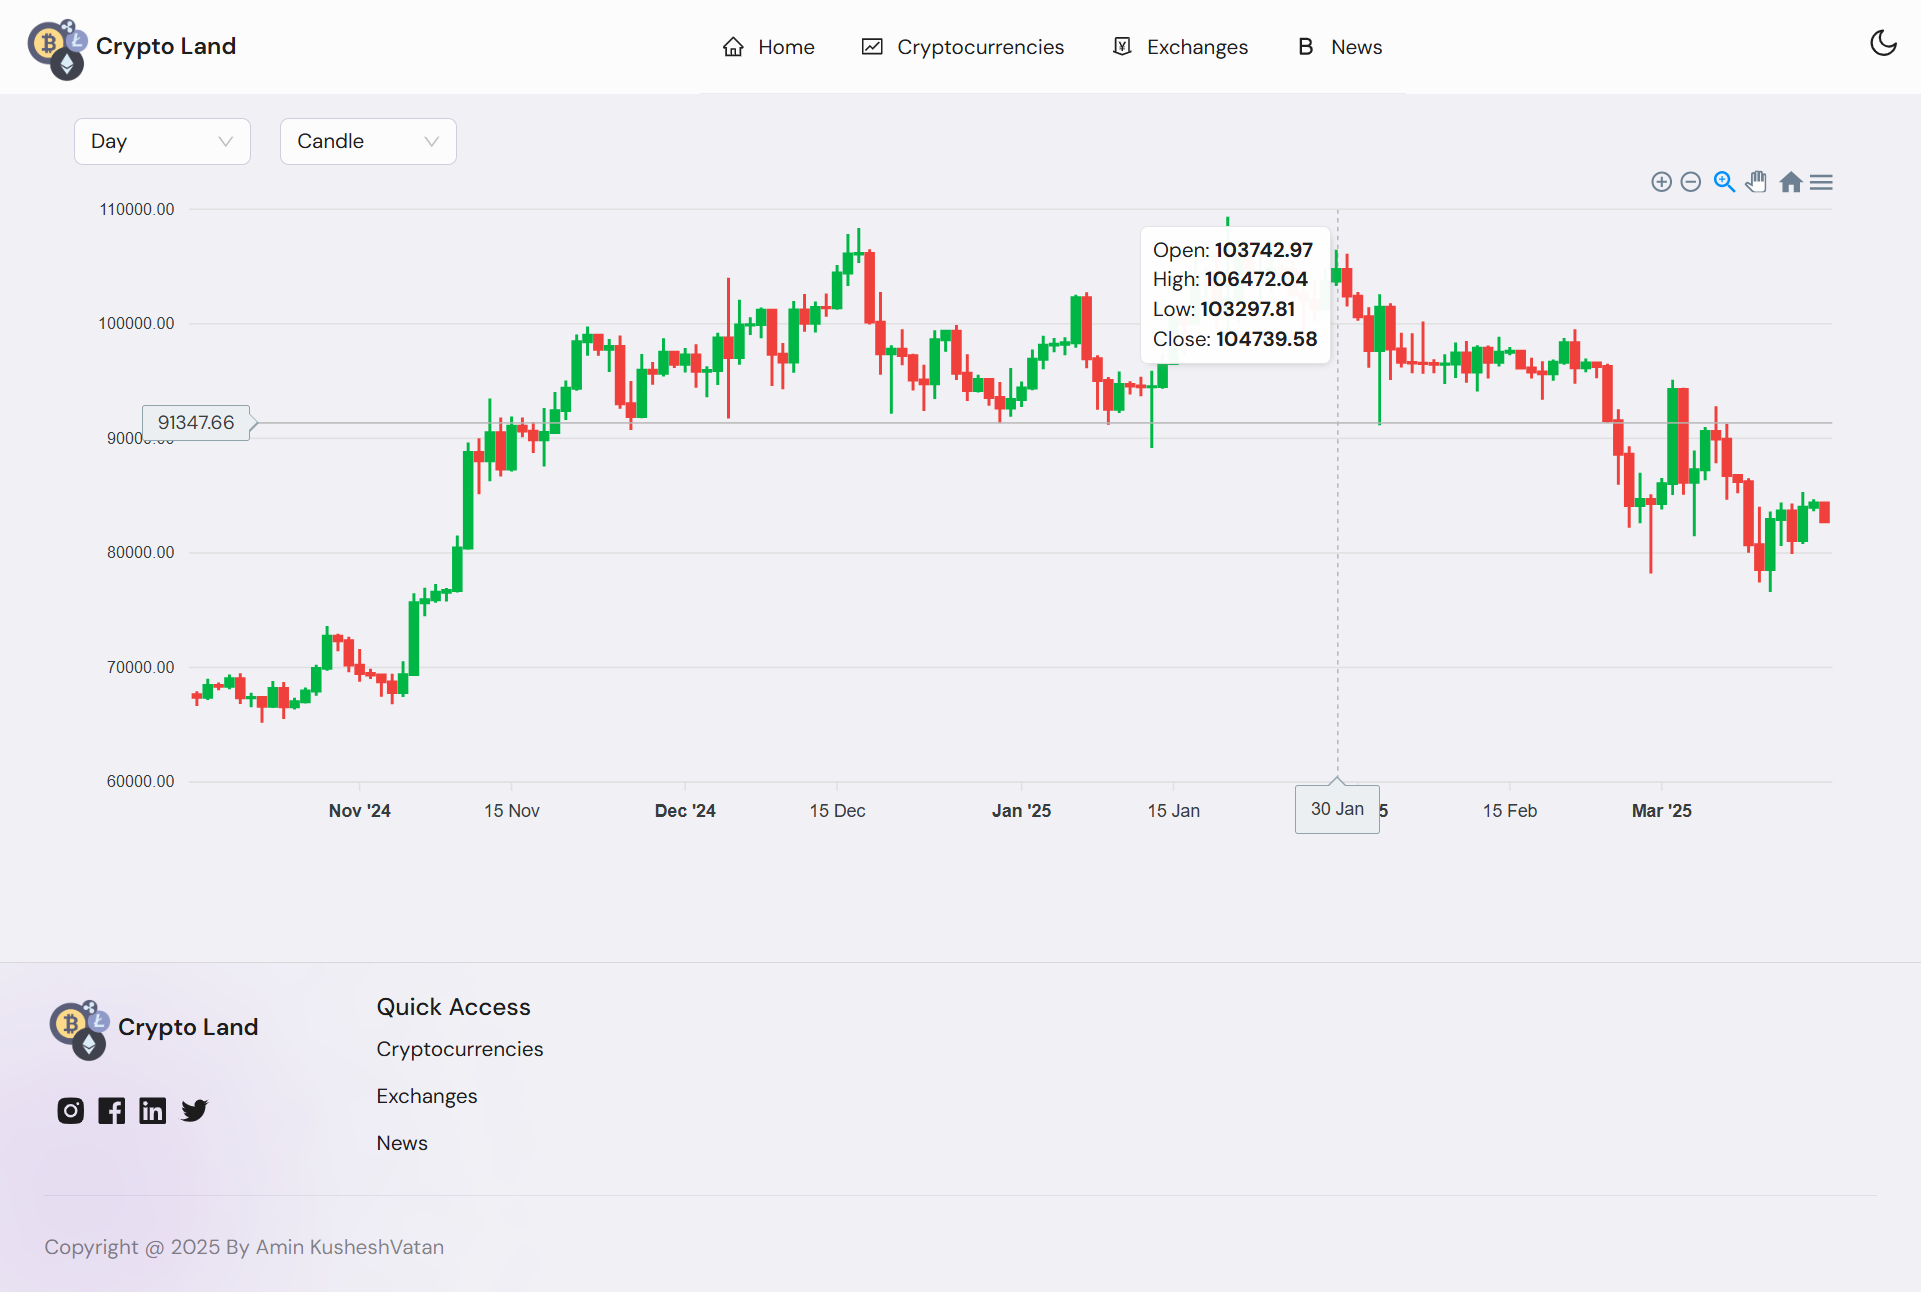 Crypto Land
Home
Cryptocurrencies
Exchanges
News
Day
Candle
110000.00
100000.00
91347.66
80000.00
70000.00
60000.00
Open: 103742.97
High: 106472.04
Low: 103297.81
Close: 104739.58
Nov '24
15 Nov
Dec '24
15 Dec
Jan '25
15 Jan
30 Jan
15 Feb
Mar '25
Crypto Land
Quick Access
Cryptocurrencies
Exchanges
News
Copyright @ 2025 By Amin KusheshVatan